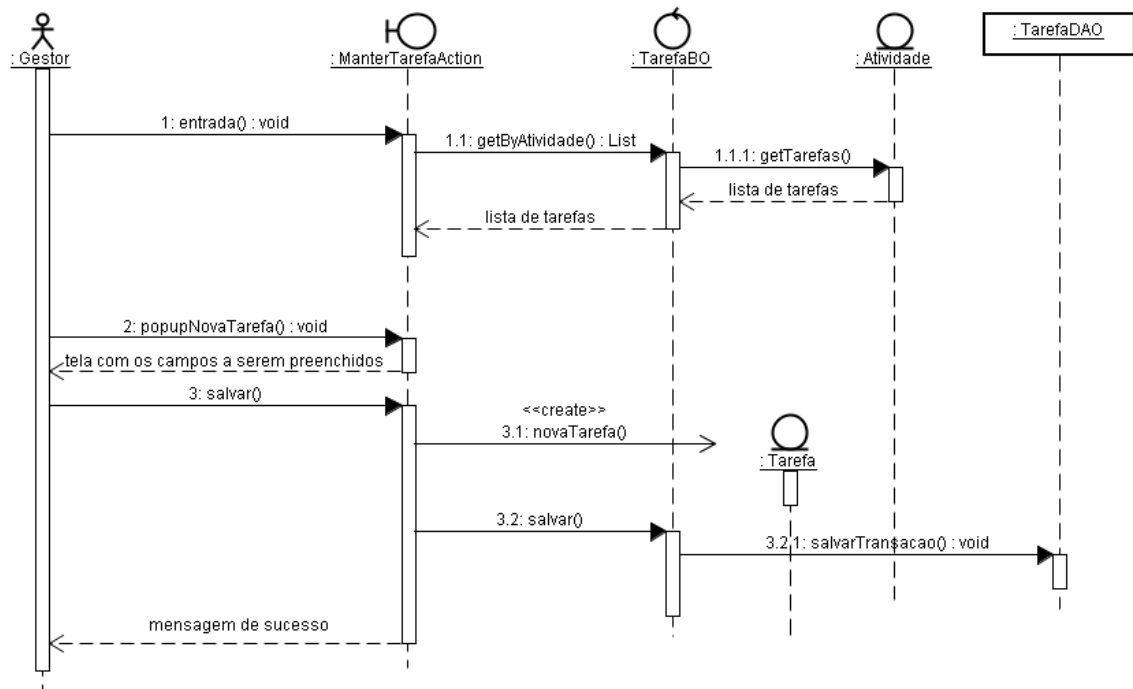 : Gestor
: ManterTarefaAction
: TarefaBO
: Atividade
: TarefaDAO
1: entrada() : void
1.1: getByAtividade() : List
1.1.1: getTarefas()
lista de tarefas
lista de tarefas
2: popupNovaTarefa() : void
tela com os campos a serem preenchidos
3: salvar()
<<create>>
3.1: novaTarefa()
: Tarefa
3.2: salvar()
3.2.1: salvarTransacao() : void
mensagem de sucesso